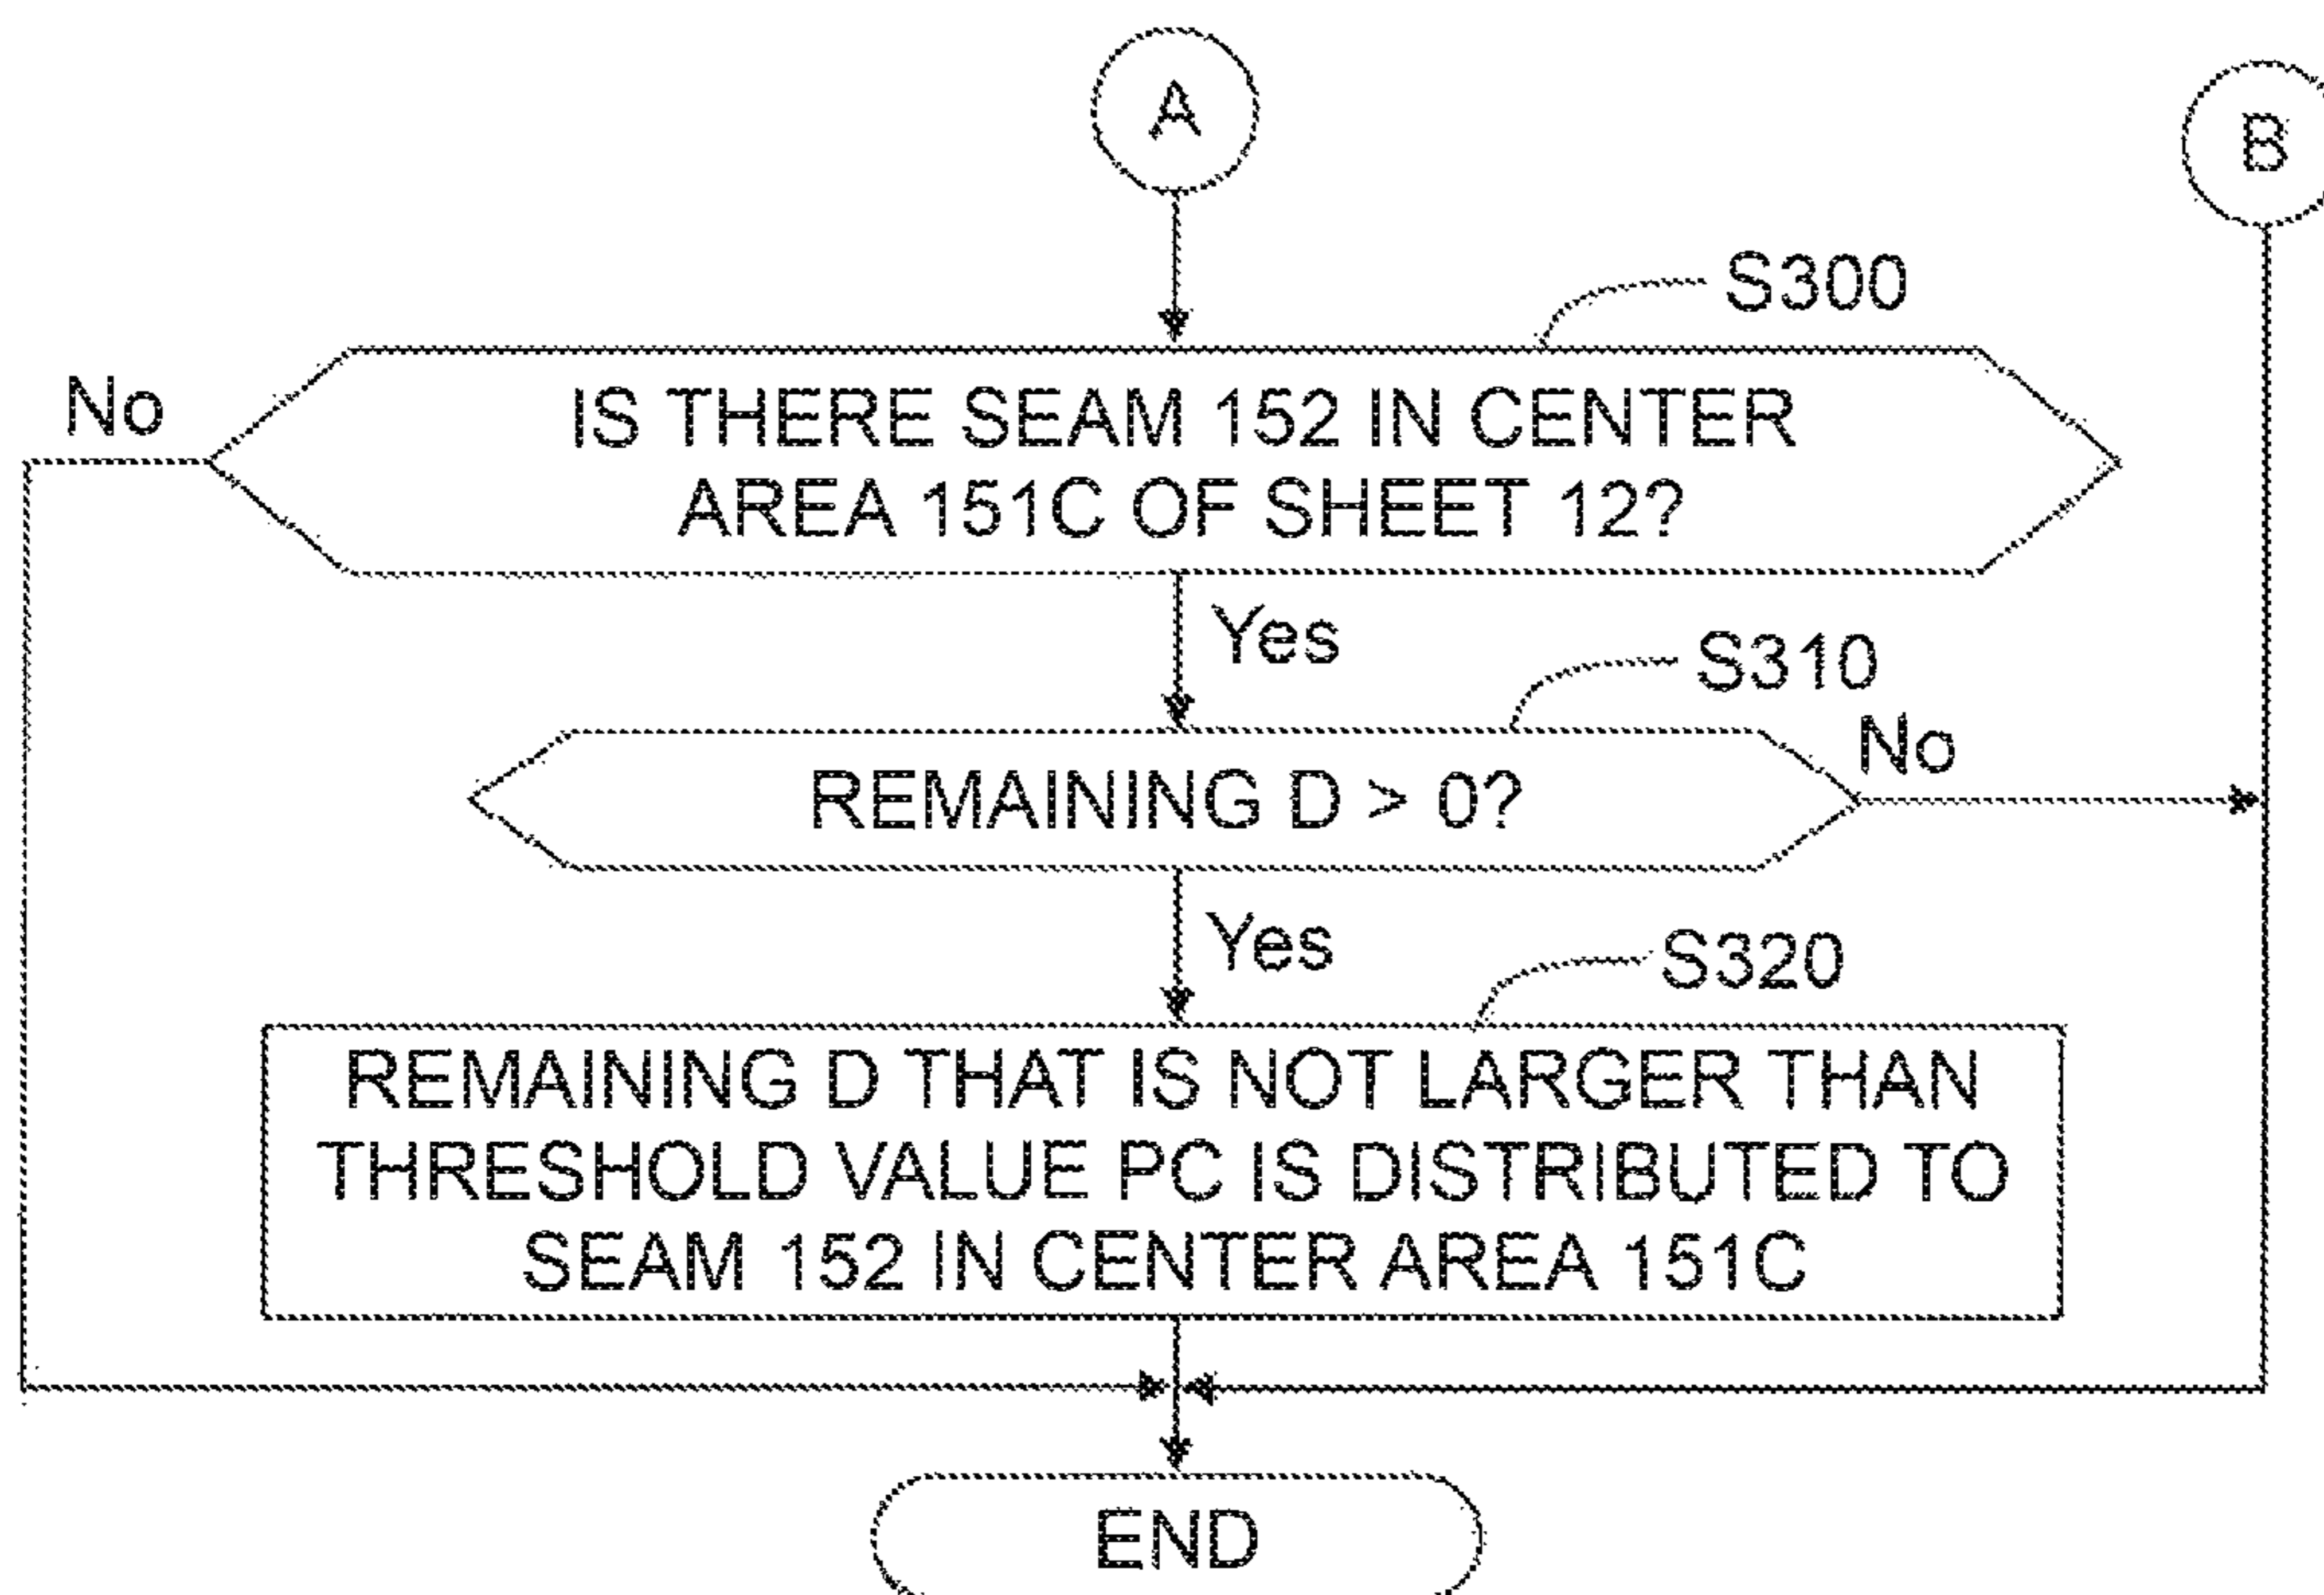 A
B
S300
No
IS THERE SEAM 152 IN CENTER
AREA 151C OF SHEET 12?
Yes
S310
No
REMAINING D > 0?
Yes
S320
REMAINING D THAT IS NOT LARGER THAN
THRESHOLD VALUE PC IS DISTRIBUTED TO
SEAM 152 IN CENTER AREA 151C
END